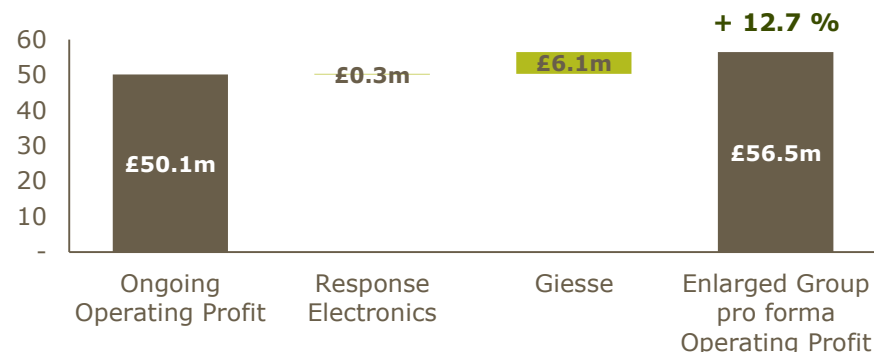 + 12.7 %
60
50
40
30
20
10
-
£50.1m
£0.3m
£6.1m
£56.5m
Ongoing
Operating Profit
Response
Electronics
Giesse
Enlarged Group
pro forma
Operating Profit